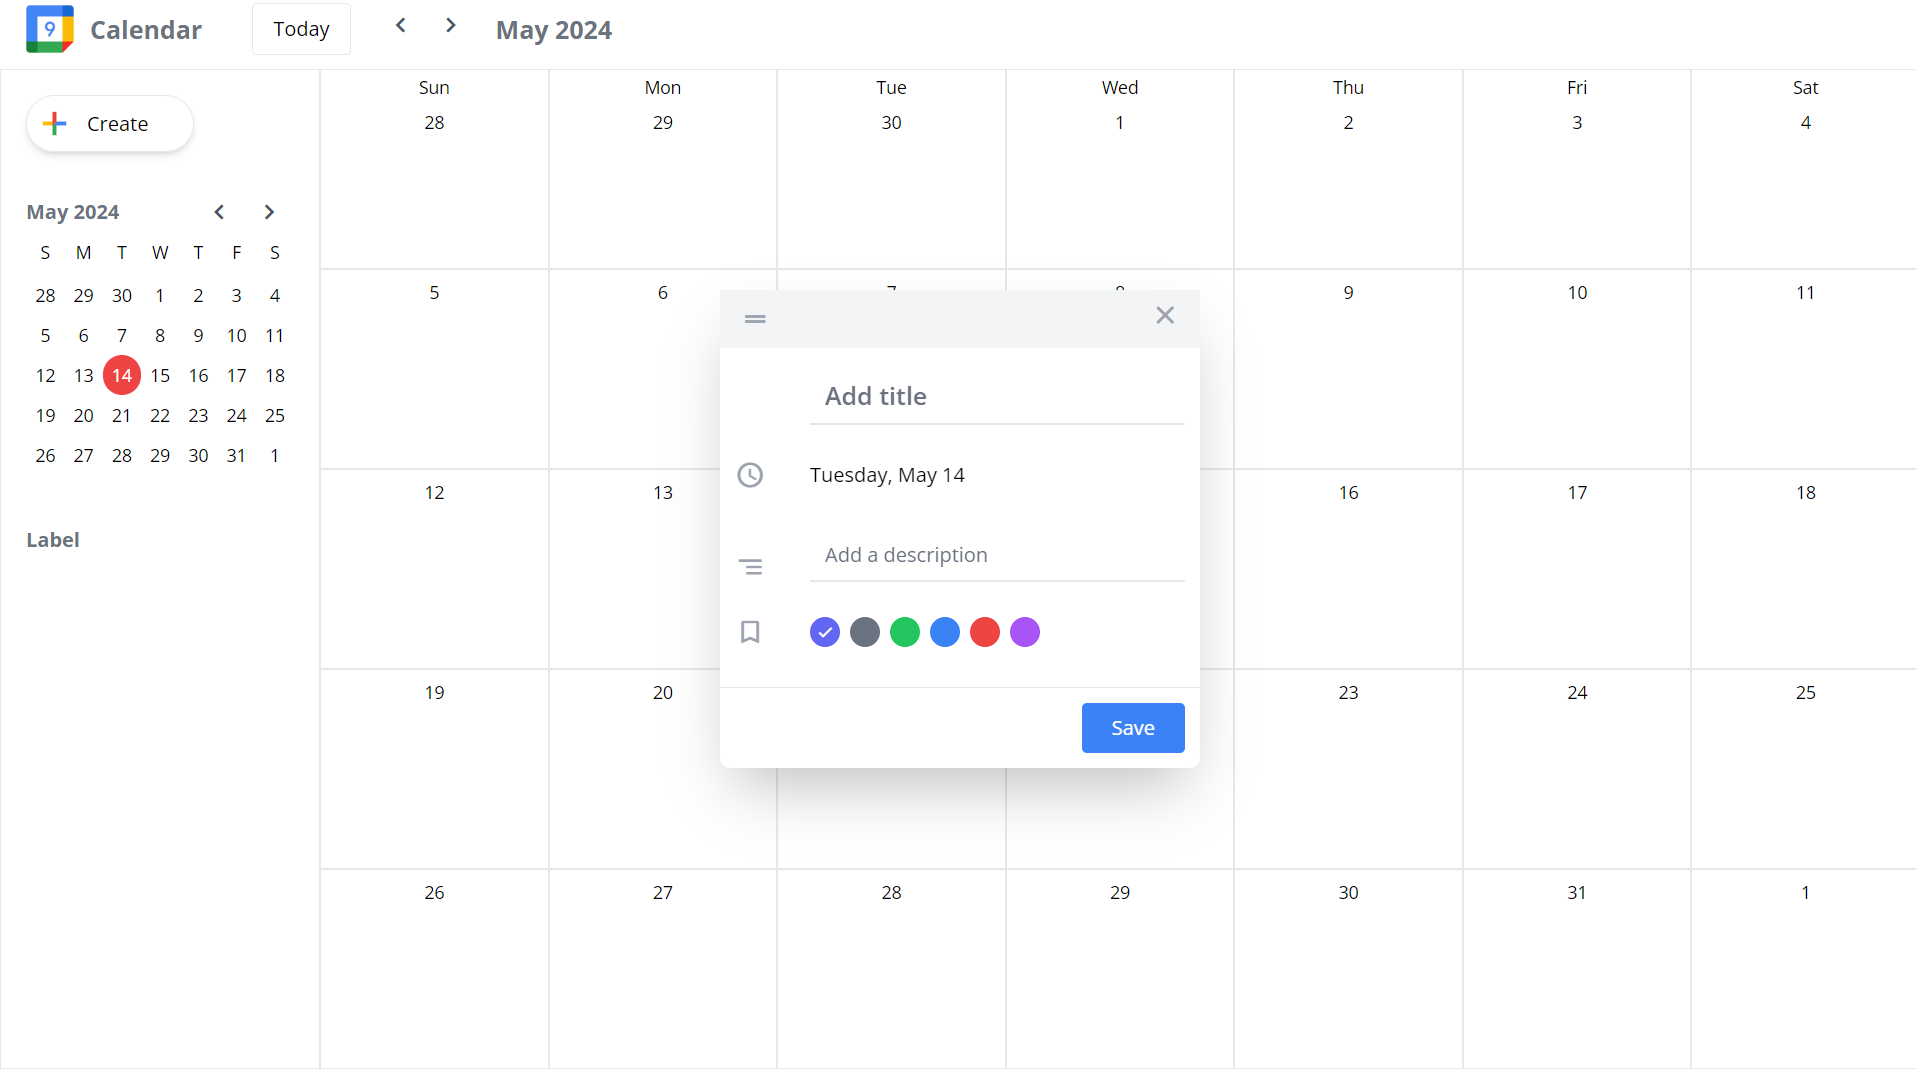 9 Calendar Today May 2024
Create
May 2024
S M T W T F S
28 29 30 1 2 3 4
5 6 7 8 9 10 11
12 13 14 15 16 17 18
19 20 21 22 23 24 25
26 27 28 29 30 31 1
Label
Sun Mon Tue Wed Thu Fri Sat
28 29 30 1 2 3 4
5 6 7 8 9 10 11
12 13 16 17 18
19 20 23 24 25
26 27 28 29 30 31 1
Add title
Tuesday, May 14
Add a description
Save